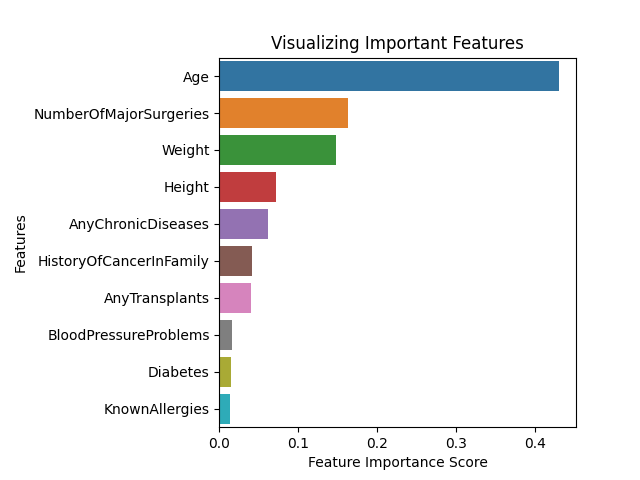 Visualizing Important Features
Features
Age
NumberOfMajorSurgeries
Weight
Height
AnyChronicDiseases
HistoryOfCancerInFamily
AnyTransplants
BloodPressureProblems
Diabetes
KnownAllergies
0.0 0.1 0.2 0.3 0.4
Feature Importance Score